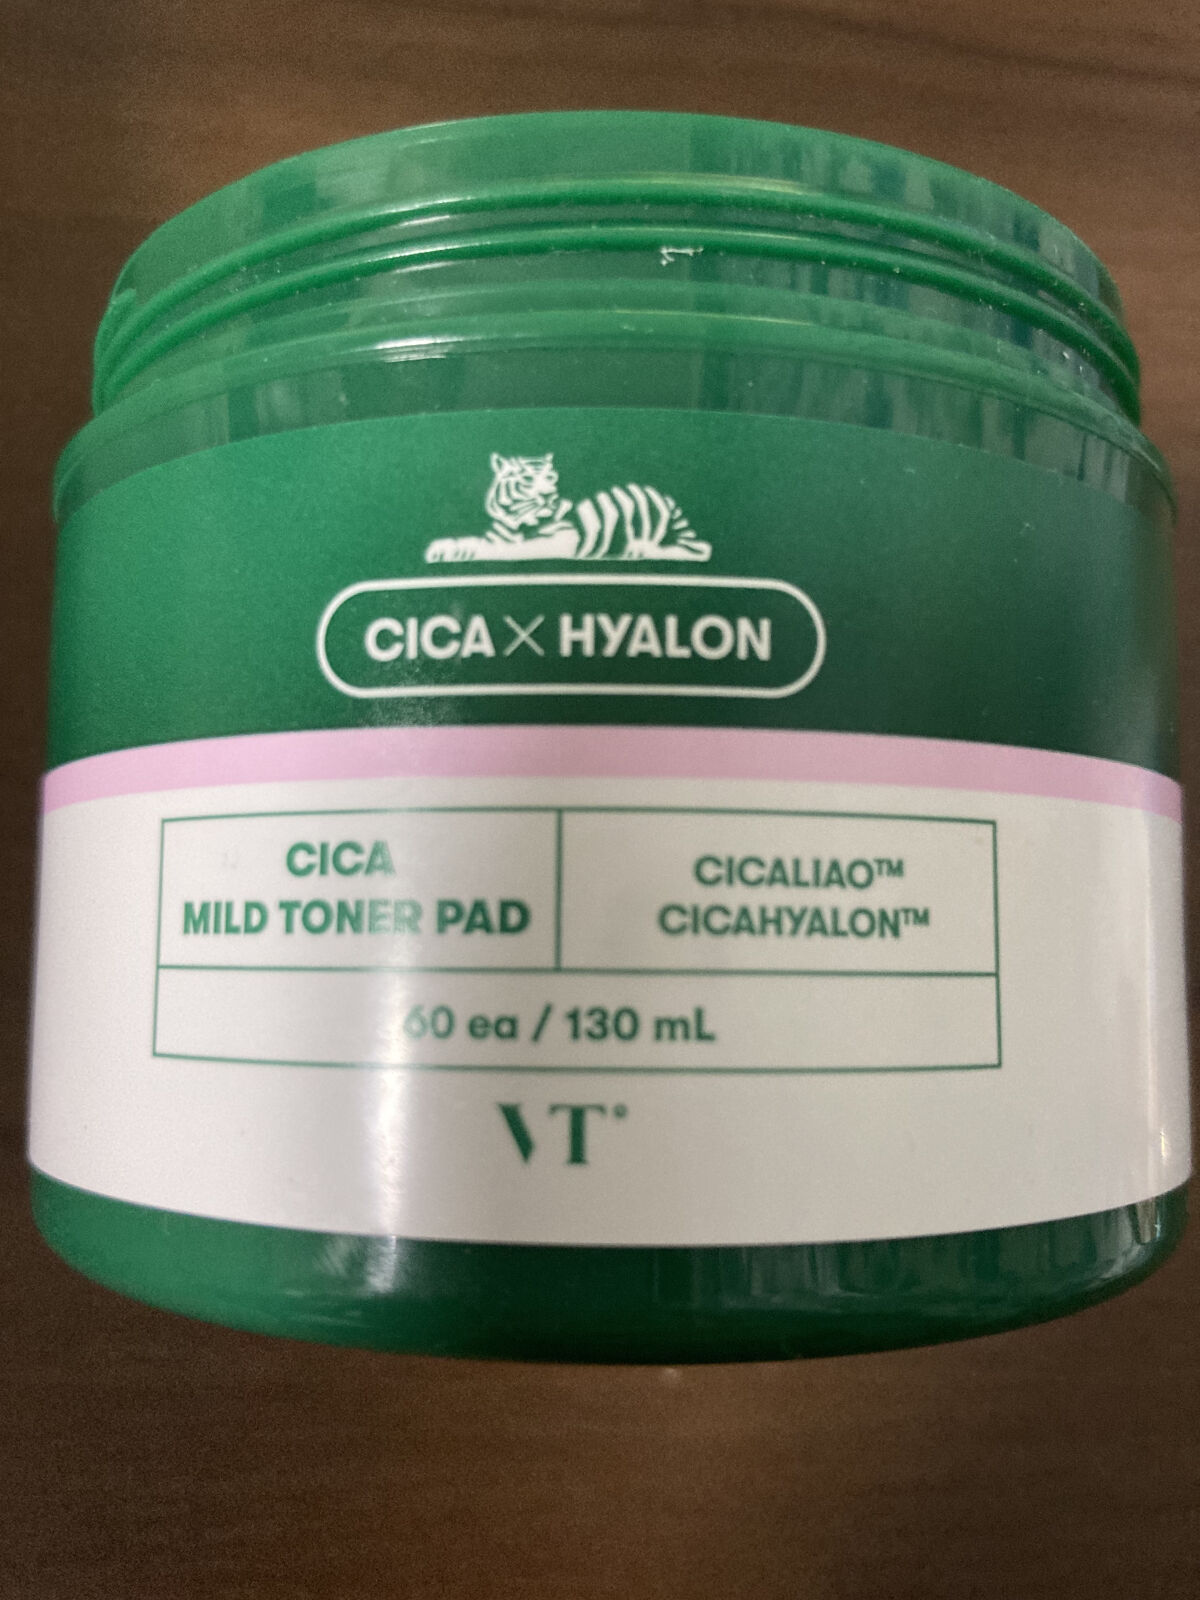 CICA X HYALON
CICA
MILD TONER PAD
CICALIAO™
CICAHYALON™
60 ea / 130 mL
VT®